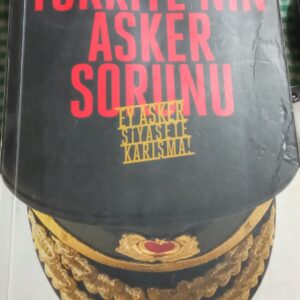 TÜRKİYE'NİN
ASKER
SORUNU
EY ASKER
SİYASETE
KARIŞMA!